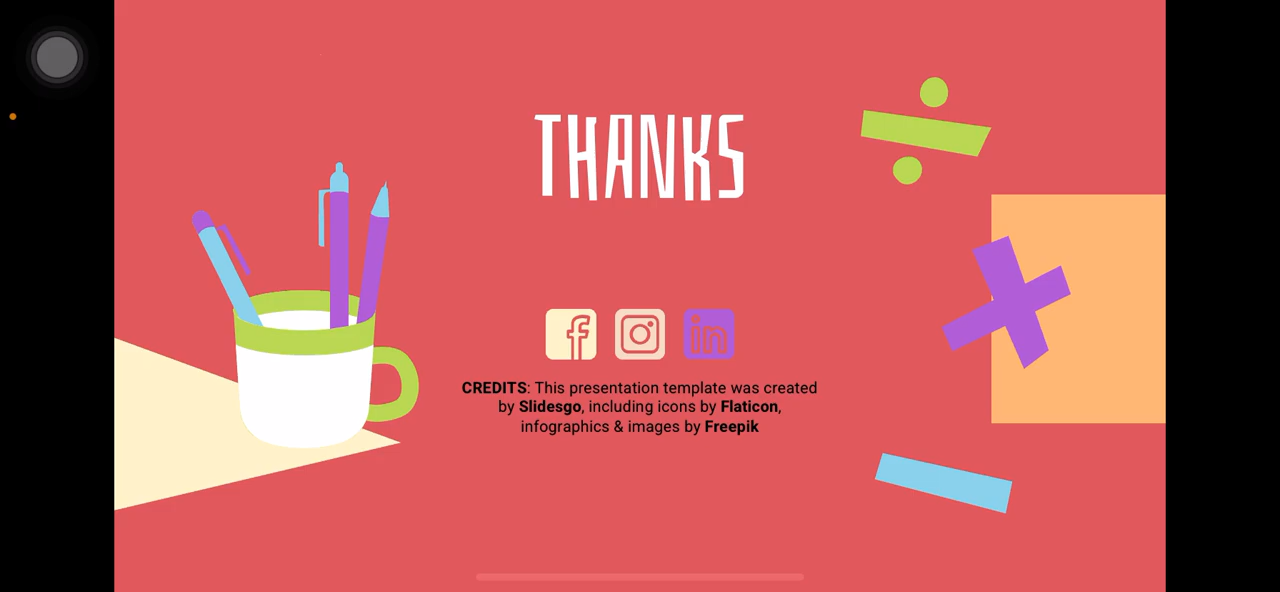 THANKS
CREDITS: This presentation template was created
by Slidesgo, including icons by Flaticon,
infographics & images by Freepik